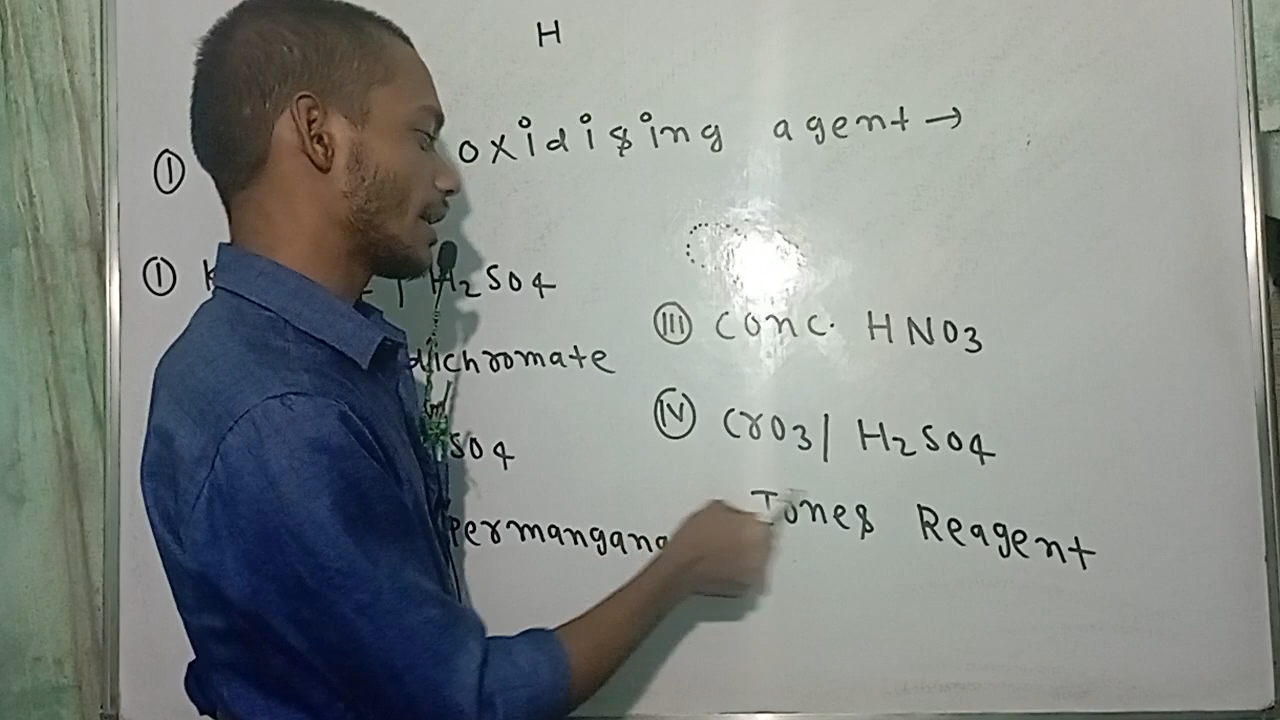 H
① oxidising agent →
① K H2SO4
dichromate
SO4
permangana
Ⅲ conc. HNO3
Ⅳ CrO3/ H2SO4
Jones Reagent